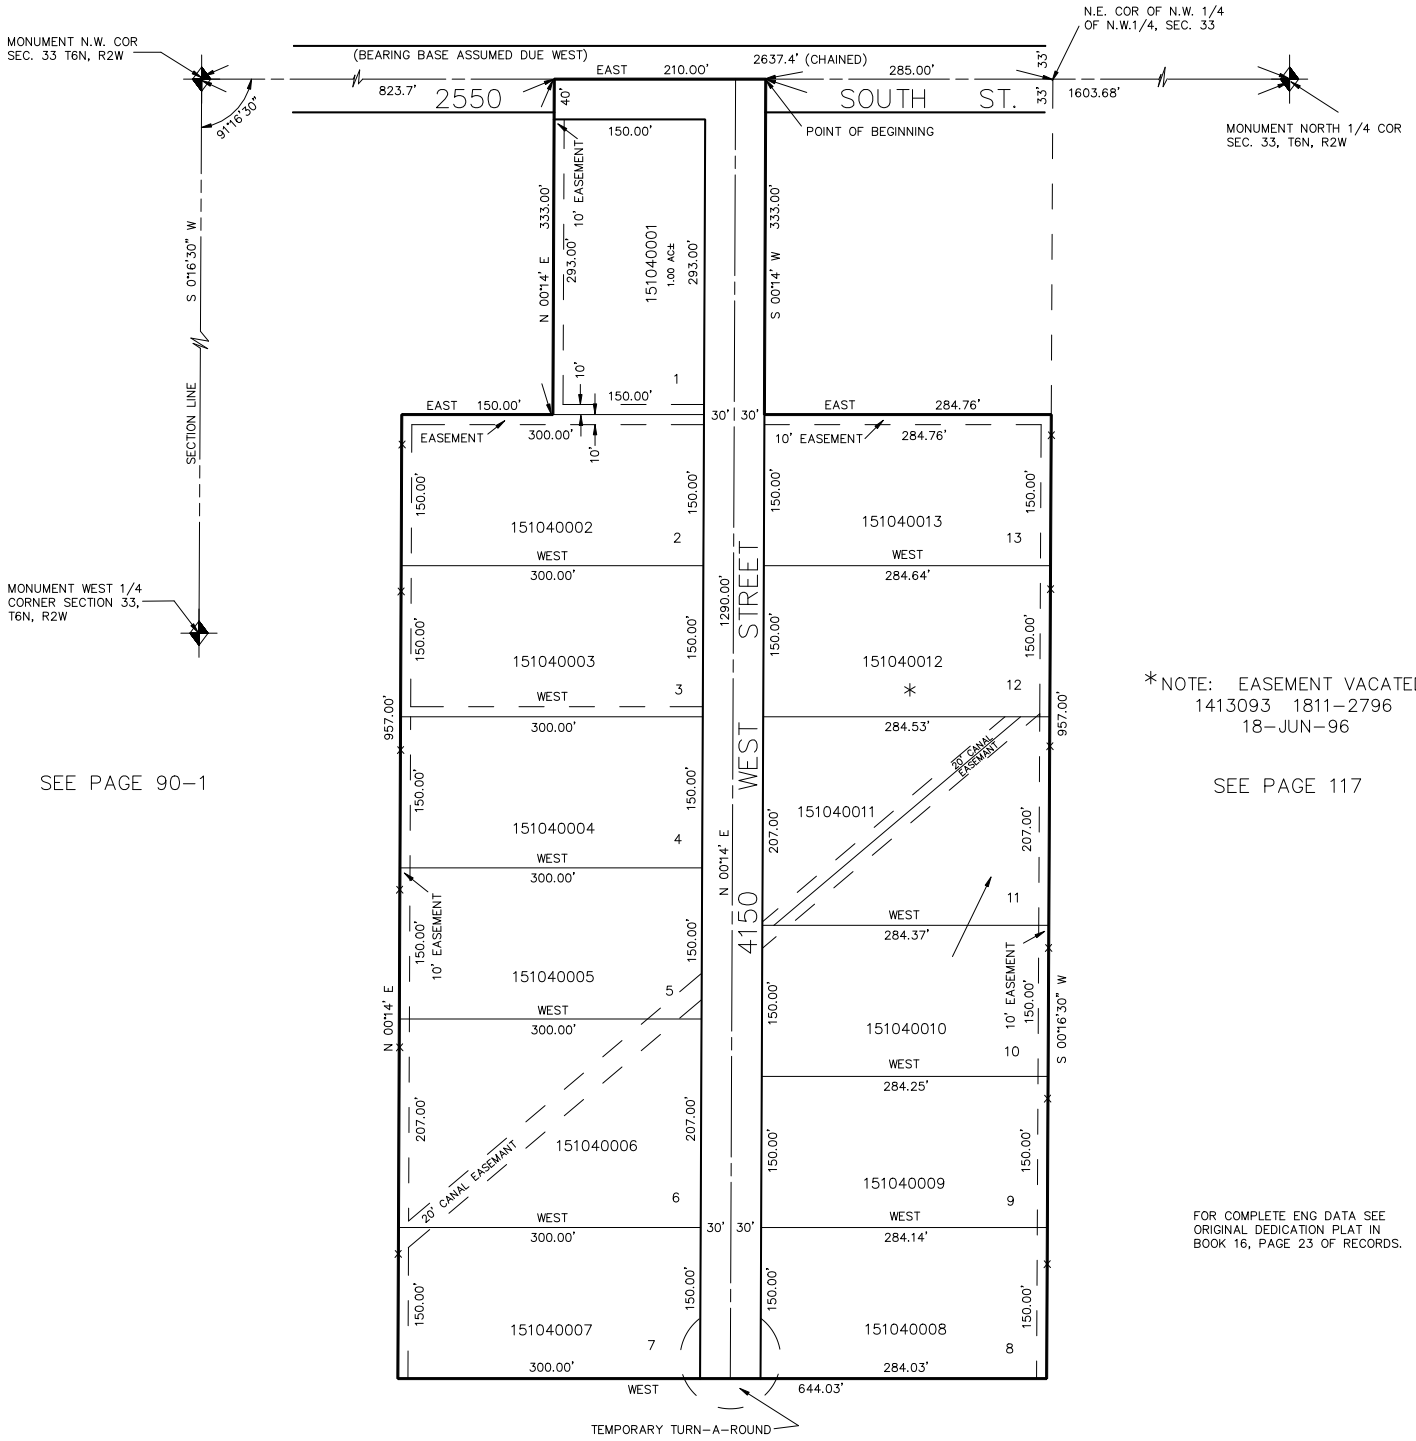 N.E. COR OF N.W. 1/4
OF N.W.1/4, SEC. 33
MONUMENT N.W. COR
SEC. 33 T6N, R2W
(BEARING BASE ASSUMED DUE WEST)
2637.4' (CHAINED)
EAST 210.00'
285.00'
33'
33'
823.7'
2550
SOUTH ST.
1603.68'
40'
91°16'30"
150.00'
POINT OF BEGINNING
MONUMENT NORTH 1/4 COR
SEC. 33, T6N, R2W
10' EASEMENT
N 00°14' E 333.00'
293.00'
151040001
1.00 AC±
293.00'
S 00°14' W 333.00'
S 0°16'30" W
SECTION LINE
1
10'
150.00'
EAST 150.00'
30' 30'
EAST 284.76'
EASEMENT
300.00'
10'
10' EASEMENT
284.76'
150.00'
150.00'
150.00'
150.00'
151040002
2
151040013
13
WEST
300.00'
WEST
284.64'
MONUMENT WEST 1/4
CORNER SECTION 33,
T6N, R2W
150.00'
150.00'
1290.00'
150.00'
150.00'
151040003
3
151040012
12
*
WEST
300.00'
284.53'
957.00'
957.00'
*NOTE: EASEMENT VACATED
1413093 1811-2796
18-JUN-96
SEE PAGE 90-1
SEE PAGE 117
4150 WEST STREET
N 00°14' E
20' CANAL
EASEMANT
150.00'
150.00'
151040004
4
151040011
207.00'
207.00'
11
WEST
300.00'
WEST
284.37'
10' EASEMENT
150.00'
150.00'
151040005
5
WEST
300.00'
N 00°14' E
10' EASEMENT
150.00'
150.00'
S 00°16'30" W
151040010
10
WEST
284.25'
207.00'
207.00'
151040006
20' CANAL EASEMANT
6
WEST
300.00'
150.00'
150.00'
151040009
9
WEST
284.14'
30' 30'
FOR COMPLETE ENG DATA SEE
ORIGINAL DEDICATION PLAT IN
BOOK 16, PAGE 23 OF RECORDS.
150.00'
150.00'
151040007
7
300.00'
150.00'
150.00'
151040008
8
284.03'
WEST 644.03'
TEMPORARY TURN-A-ROUND